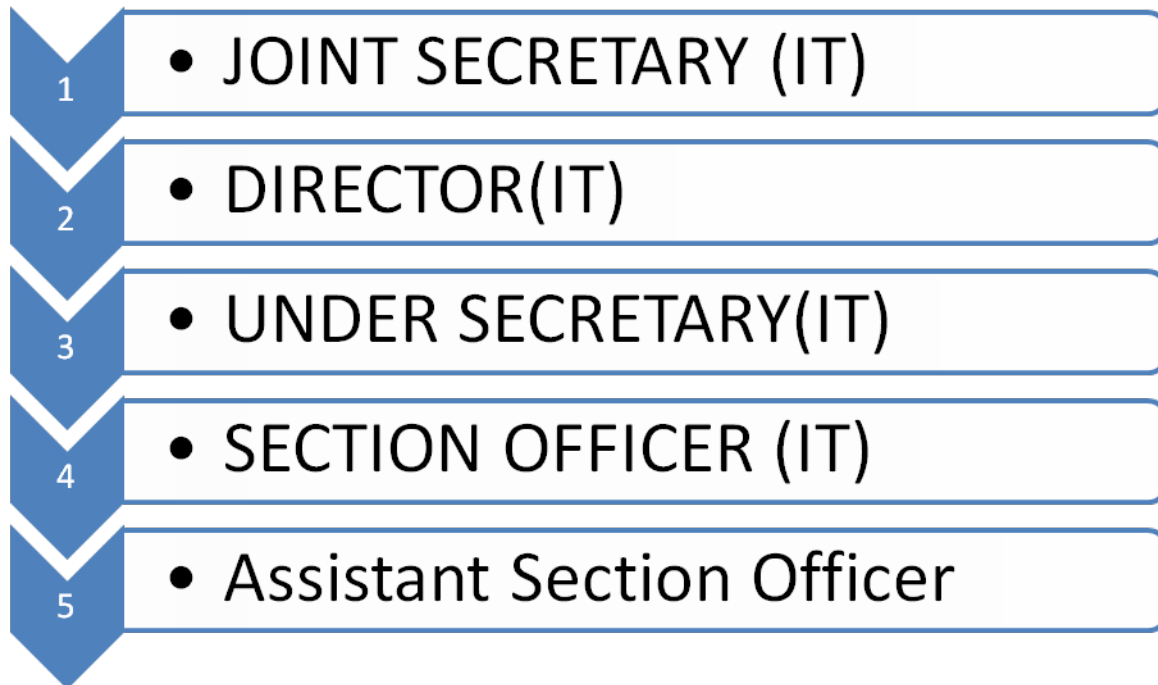 1
• JOINT SECRETARY (IT)
2
• DIRECTOR(IT)
3
• UNDER SECRETARY(IT)
4
• SECTION OFFICER (IT)
5
• Assistant Section Officer